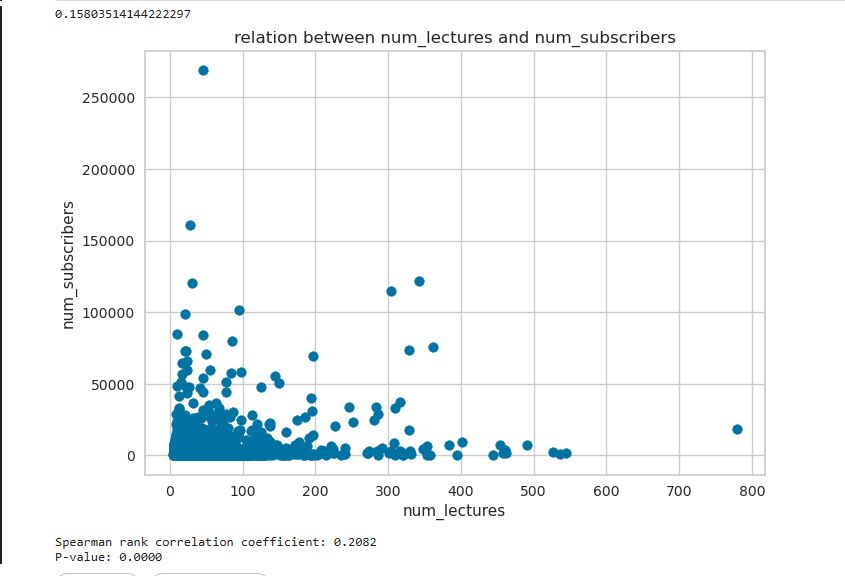 0.15803514144222297
relation between num_lectures and num_subscribers
250000
200000
150000
100000
50000
0
num_subscribers
0 100 200 300 400 500 600 700 800
num_lectures
Spearman rank correlation coefficient: 0.2082
P-value: 0.0000